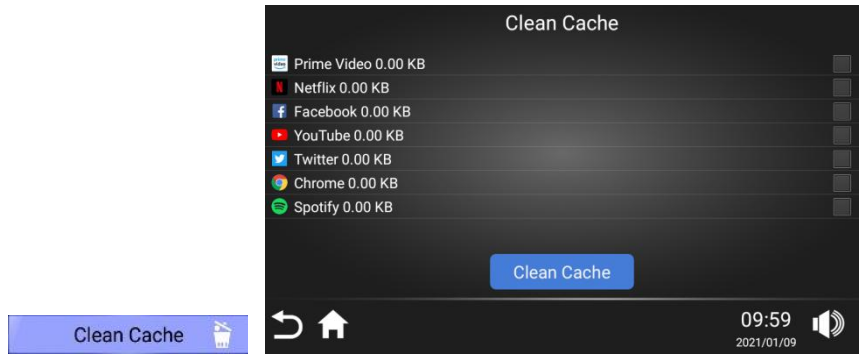 Clean Cache
Clean Cache
Prime Video 0.00 KB
Netflix 0.00 KB
Facebook 0.00 KB
YouTube 0.00 KB
Twitter 0.00 KB
Chrome 0.00 KB
Spotify 0.00 KB
Clean Cache
09:59
2021/01/09